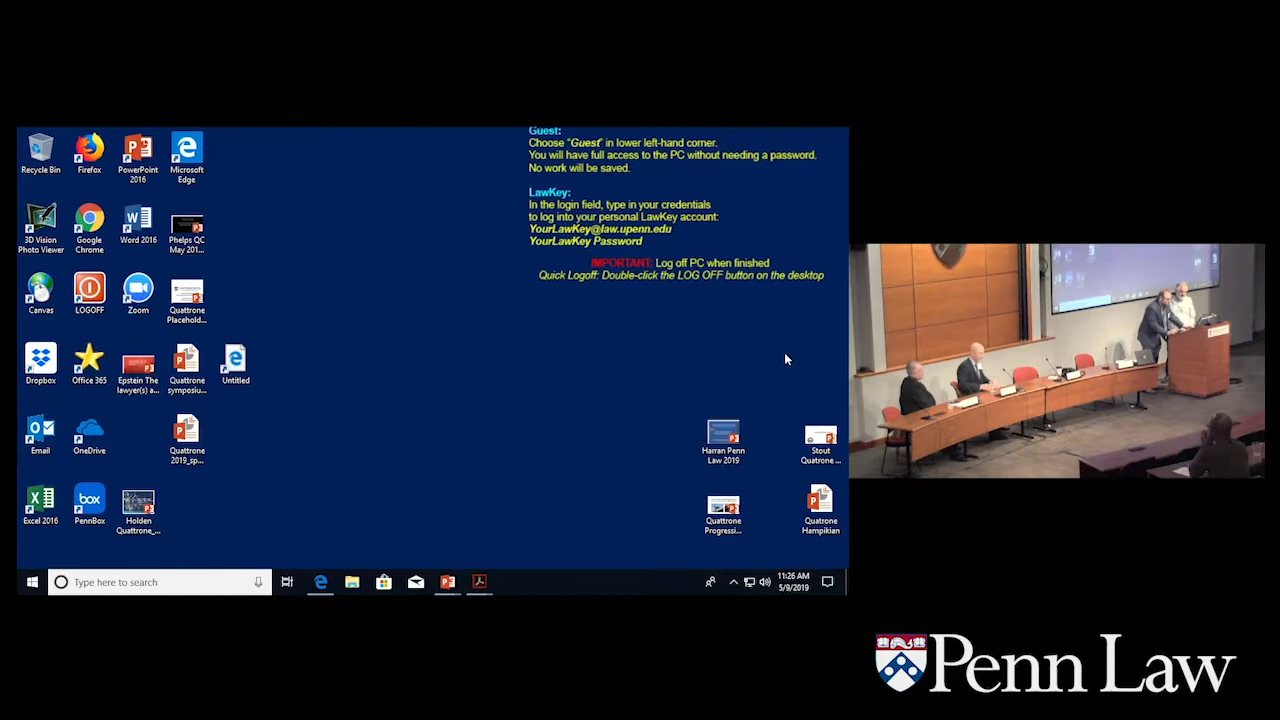 Guest:
Choose "Guest" in lower left-hand corner.
You will have full access to the PC without needing a password.
No work will be saved.
LawKey:
In the login field, type in your credentials
to log into your personal LawKey account:
YourLawKey@law.upenn.edu
YourLawKey Password
IMPORTANT: Log off PC when finished
Quick Logoff: Double-click the LOG OFF button on the desktop
Recycle Bin
Firefox
PowerPoint
2016
Microsoft
Edge
3D Vision
Photo Viewer
Google
Chrome
Word 2016
Phelps QC
May 201...
Canvas
LOGOFF
Zoom
Quattrone
Placehold...
Dropbox
Office 365
Epstein The
lawyer(s) a...
Quattrone
symposiu...
Untitled
Email
OneDrive
Quattrone
2019_sp...
Harran Penn
Law 2019
Stout
Quatrone ...
Excel 2016
box
PennBox
Holden
Quattrone_...
Quattrone
Progressi...
Quatrone
Hampikian
Type here to search
11:26 AM
5/9/2019
Penn Law